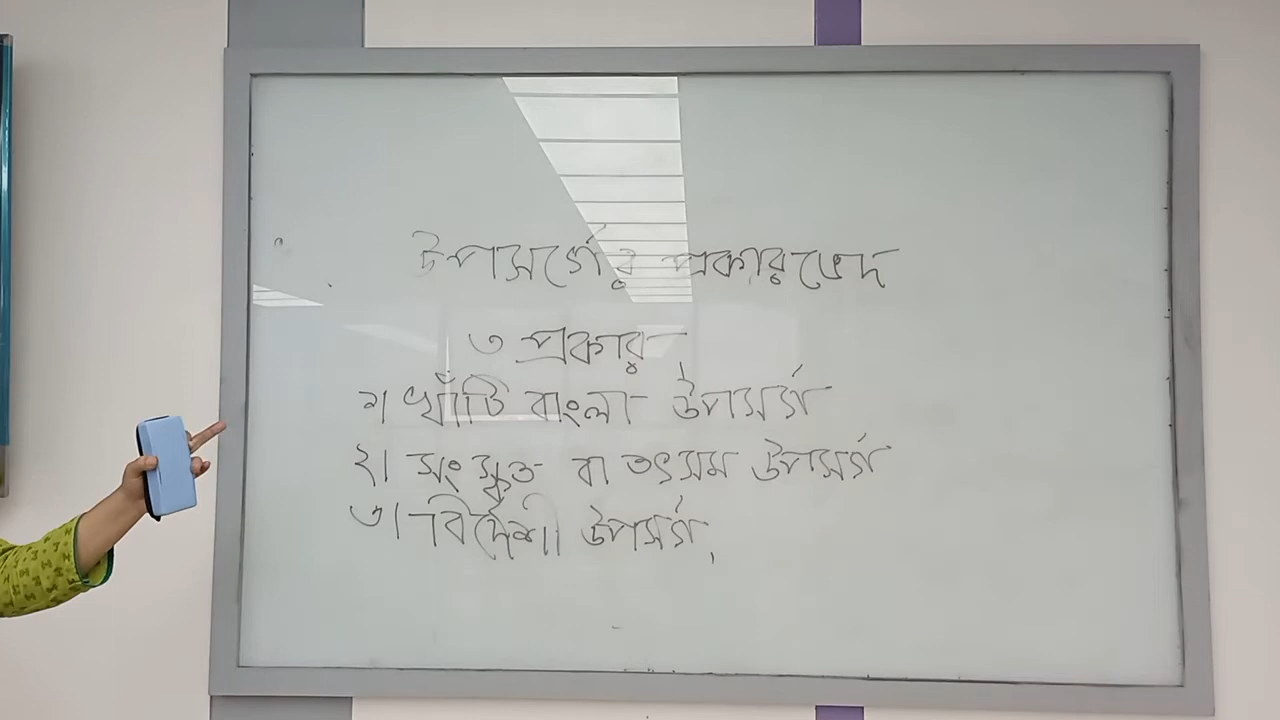 উপসর্গের প্রকারভেদ
৩ প্রকার
১। খাঁটি বাংলা উপসর্গ
২। সংস্কৃত বা তৎসম উপসর্গ
৩। বিদেশী উপসর্গ